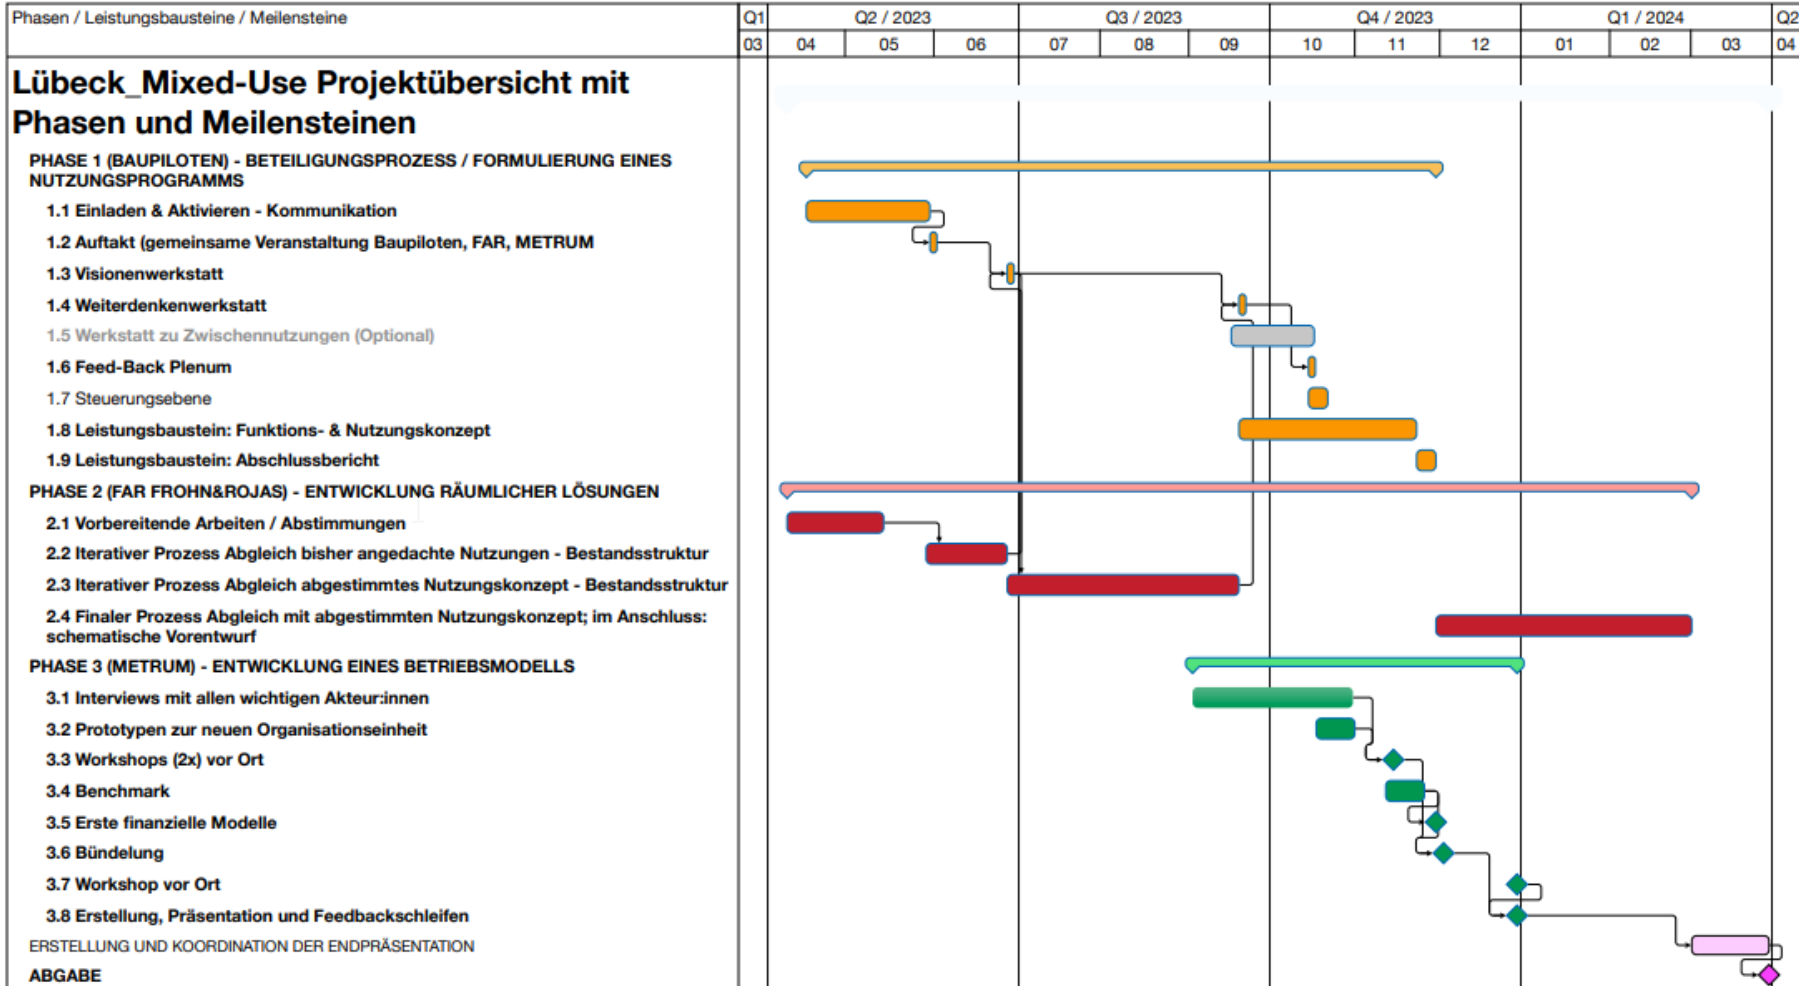 Phasen / Leistungsbausteine / Meilensteine
Q1 Q2 / 2023 Q3 / 2023 Q4 / 2023 Q1 / 2024 Q2
03 04 05 06 07 08 09 10 11 12 01 02 03 04
Lübeck_Mixed-Use Projektübersicht mit
Phasen und Meilensteinen
PHASE 1 (BAUPILOTEN) - BETEILIGUNGSPROZESS / FORMULIERUNG EINES
NUTZUNGSPROGRAMMS
1.1 Einladen & Aktivieren - Kommunikation
1.2 Auftakt (gemeinsame Veranstaltung Baupiloten, FAR, METRUM
1.3 Visionenwerkstatt
1.4 Weiterdenkenwerkstatt
1.5 Werkstatt zu Zwischennutzungen (Optional)
1.6 Feed-Back Plenum
1.7 Steuerungsebene
1.8 Leistungsbaustein: Funktions- & Nutzungskonzept
1.9 Leistungsbaustein: Abschlussbericht
PHASE 2 (FAR FROHN&ROJAS) - ENTWICKLUNG RÄUMLICHER LÖSUNGEN
2.1 Vorbereitende Arbeiten / Abstimmungen
2.2 Iterativer Prozess Abgleich bisher angedachte Nutzungen - Bestandsstruktur
2.3 Iterativer Prozess Abgleich abgestimmtes Nutzungskonzept - Bestandsstruktur
2.4 Finaler Prozess Abgleich mit abgestimmten Nutzungskonzept; im Anschluss:
schematische Vorentwurf
PHASE 3 (METRUM) - ENTWICKLUNG EINES BETRIEBSMODELLS
3.1 Interviews mit allen wichtigen Akteur:innen
3.2 Prototypen zur neuen Organisationseinheit
3.3 Workshops (2x) vor Ort
3.4 Benchmark
3.5 Erste finanzielle Modelle
3.6 Bündelung
3.7 Workshop vor Ort
3.8 Erstellung, Präsentation und Feedbackschleifen
ERSTELLUNG UND KOORDINATION DER ENDPRÄSENTATION
ABGABE